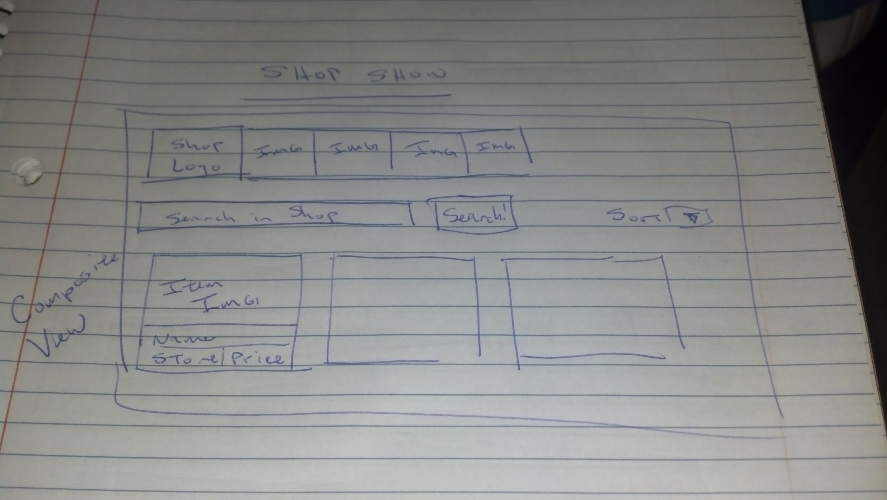 SHOP SHOW
Shop Logo ImG ImG ImG ImG
Search in Shop Search! Sort
Composite View
Item ImG
Name
Store/Price